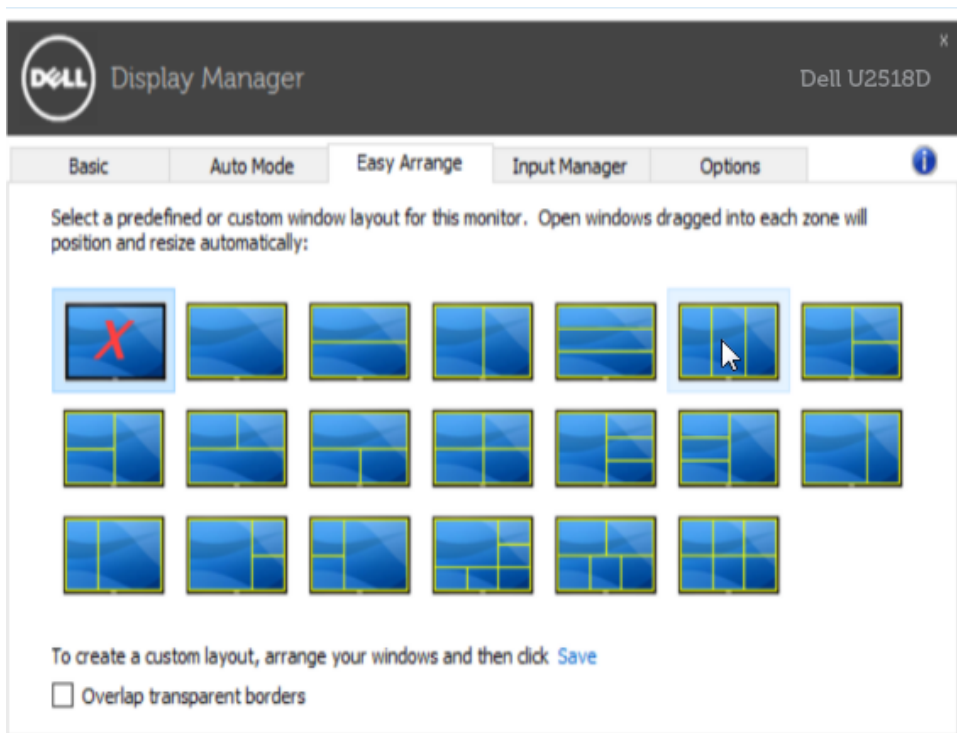 X
DELL
Display Manager
Dell U2518D
Basic
Auto Mode
Easy Arrange
Input Manager
Options
i
Select a predefined or custom window layout for this monitor. Open windows dragged into each zone will
position and resize automatically:
X
To create a custom layout, arrange your windows and then click Save
Overlap transparent borders